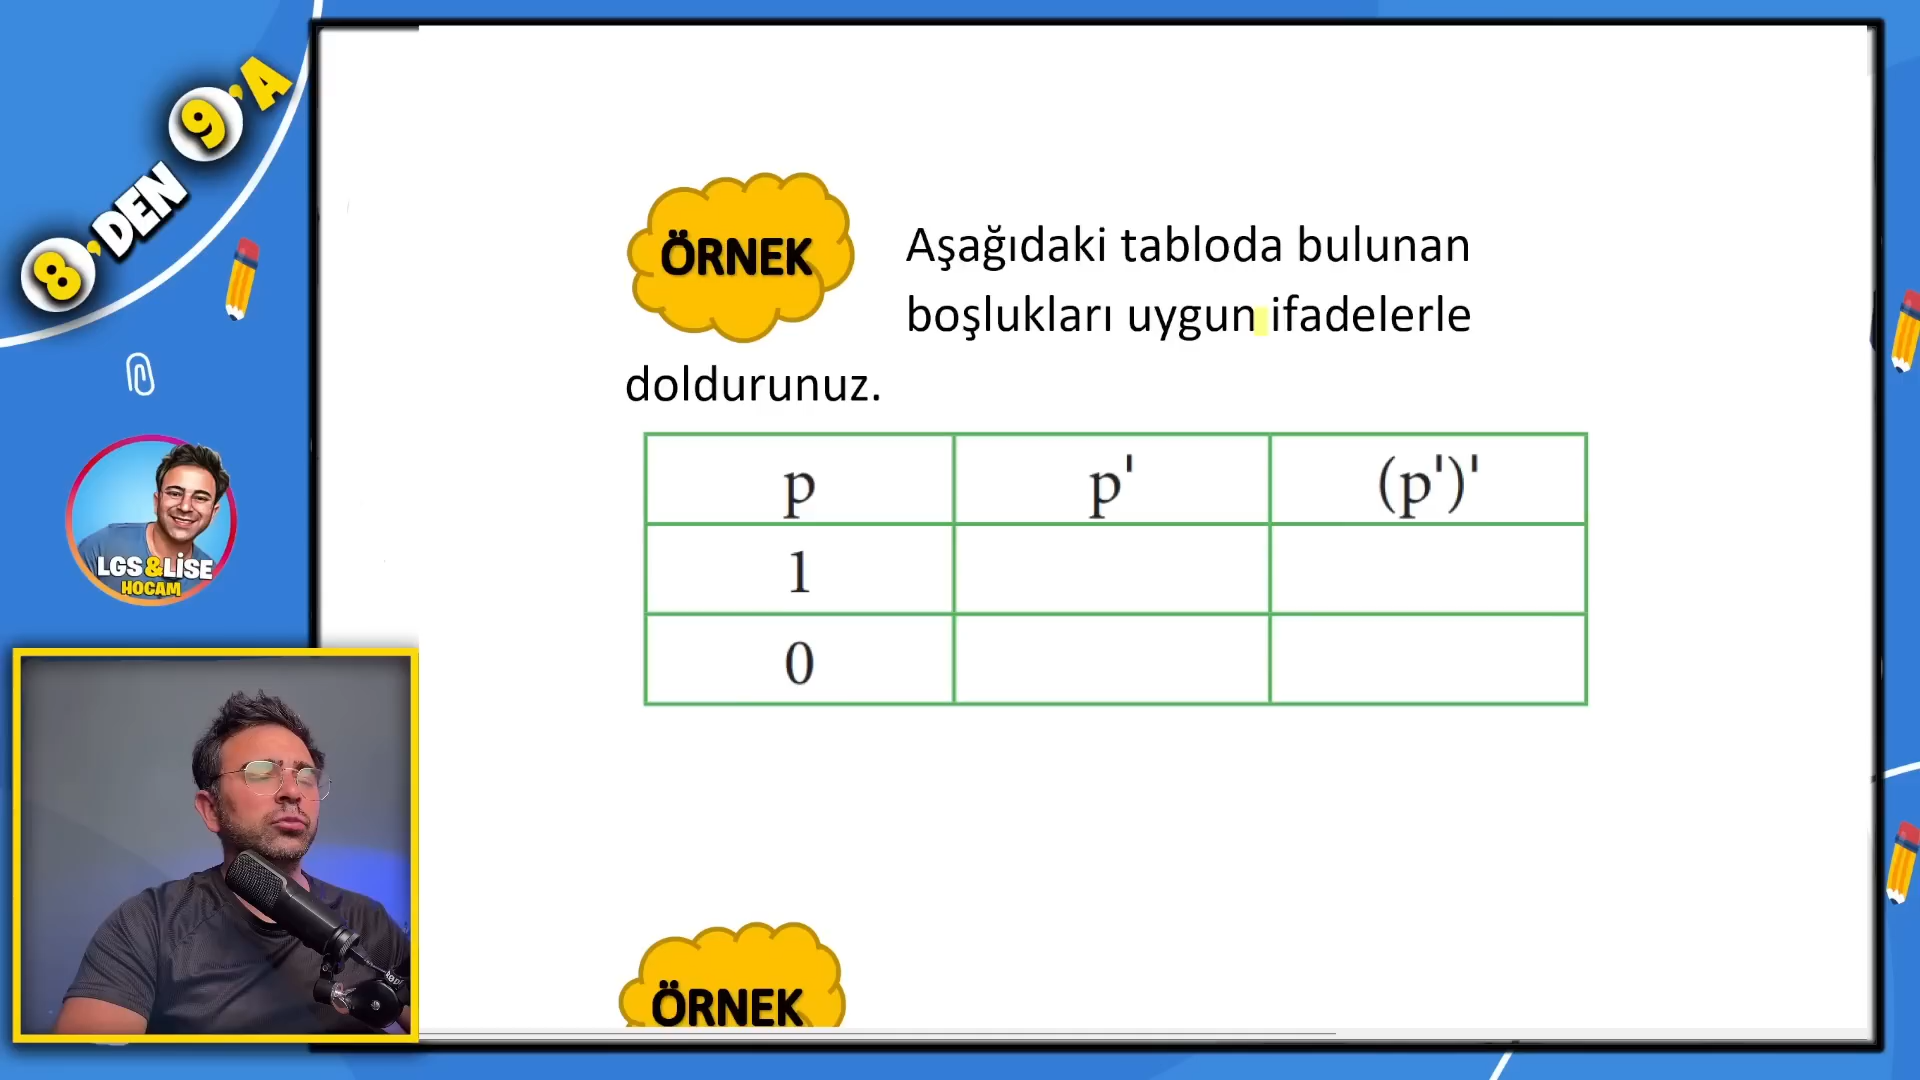 8'DEN 9'A
ÖRNEK
Aşağıdaki tabloda bulunan
boşlukları uygun ifadelerle
doldurunuz.
p p' (p')'
1
0
LGS&LİSE
HOCAM
ÖRNEK